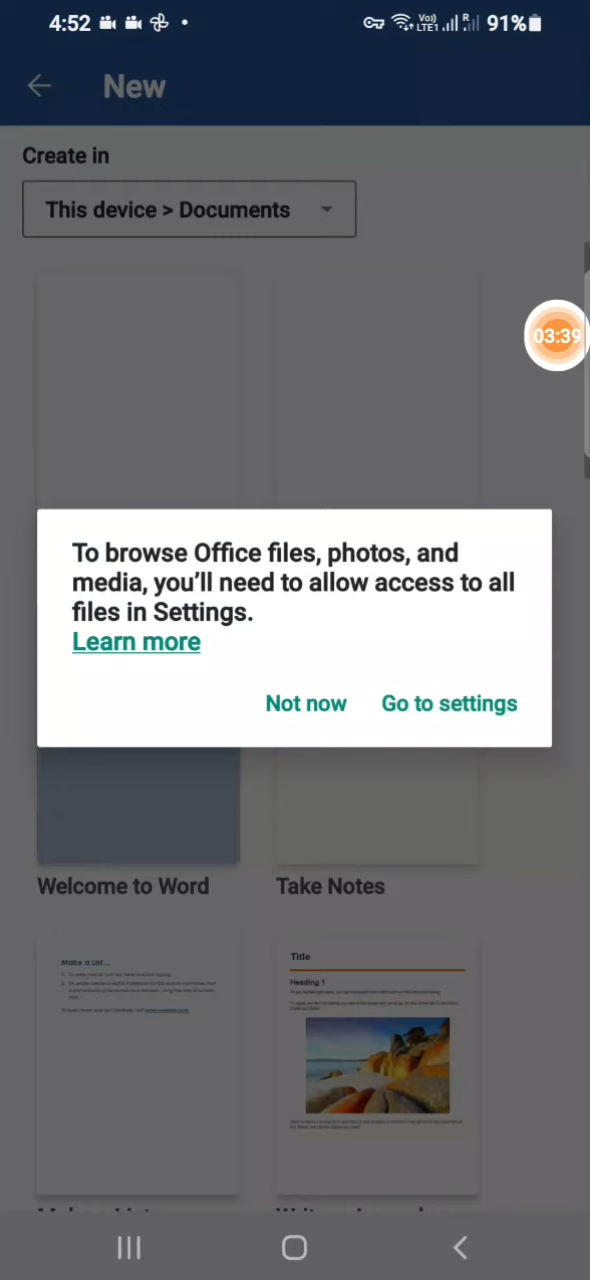 4:52
Vo)) R
LTE1 91%
New
Create in
This device > Documents
03:39
To browse Office files, photos, and
media, you'll need to allow access to all
files in Settings.
Learn more
Not now Go to settings
Welcome to Word Take Notes
Make a List...
Title
Heading 1